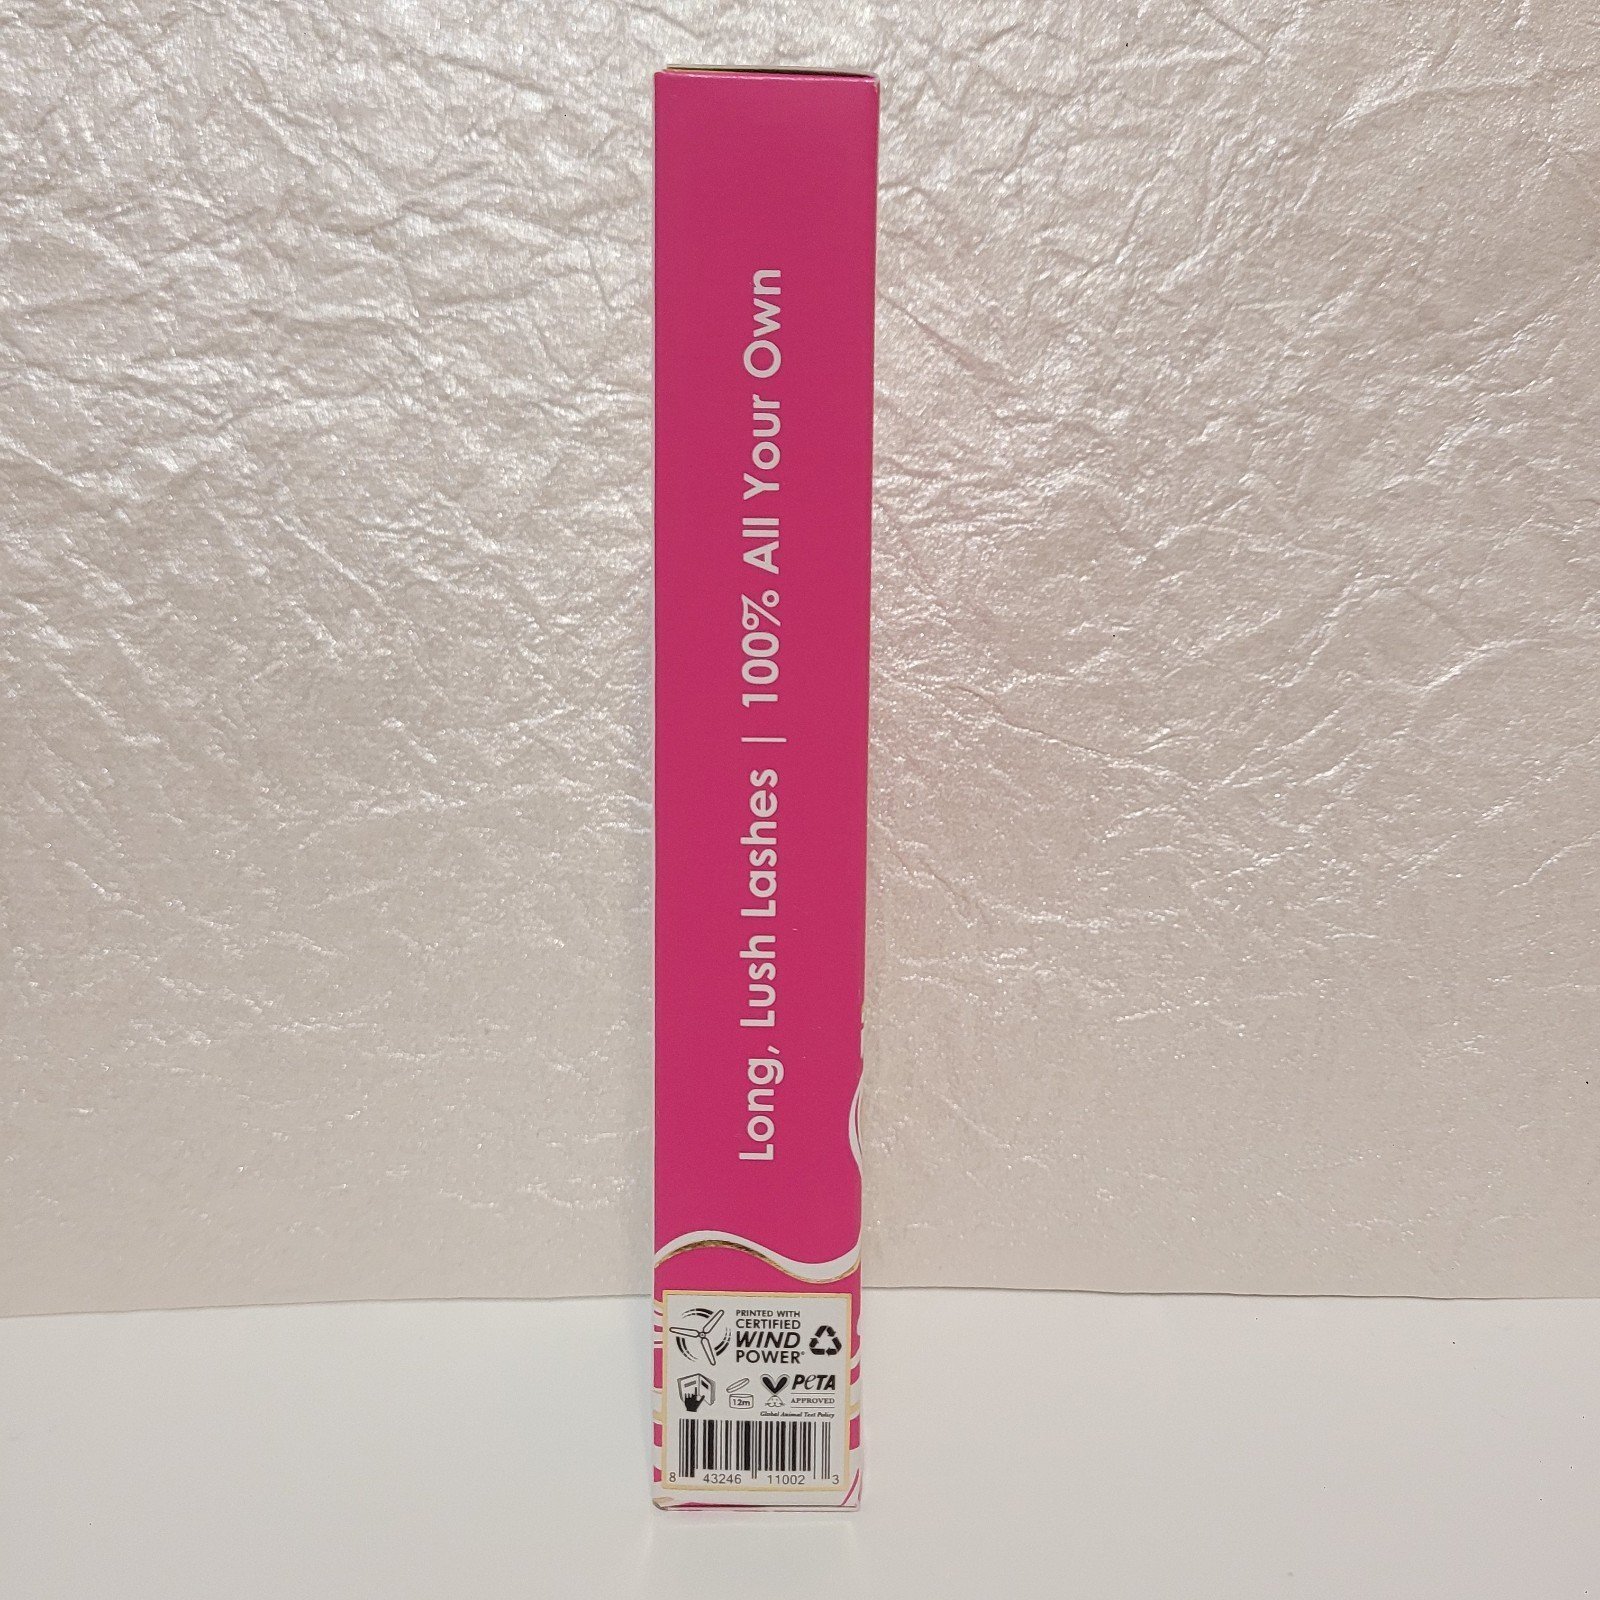 Long, Lush Lashes | 100% All Your Own
PRINTED WITH
CERTIFIED
WIND
POWER®
12m
PETA
APPROVED
Global Animal Test Policy
8 43246 11002 3